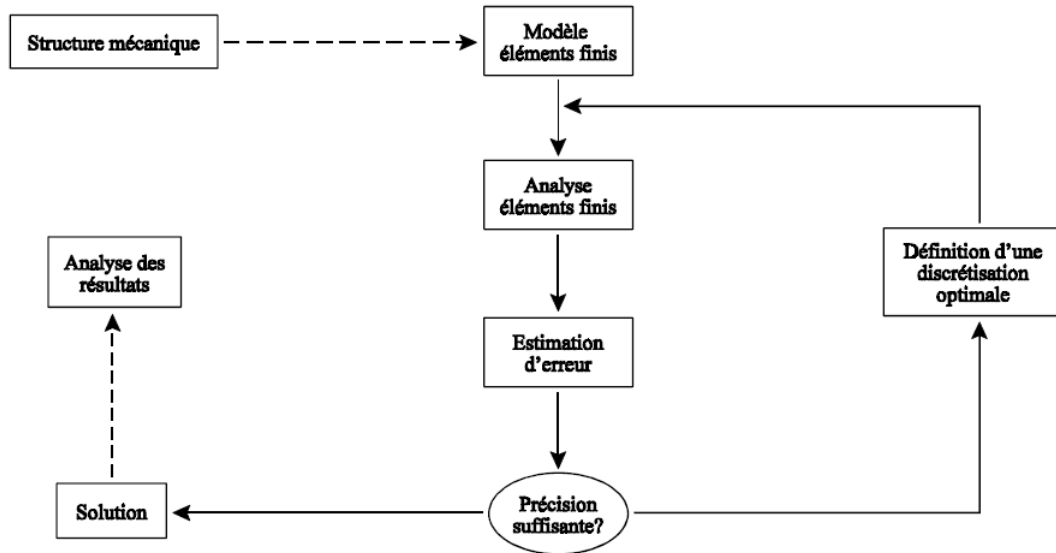 Structure mécanique
Modèle
éléments finis
Analyse
éléments finis
Analyse des
résultats
Définition d’une
discrétisation
optimale
Estimation
d’erreur
Solution
Précision
suffisante?